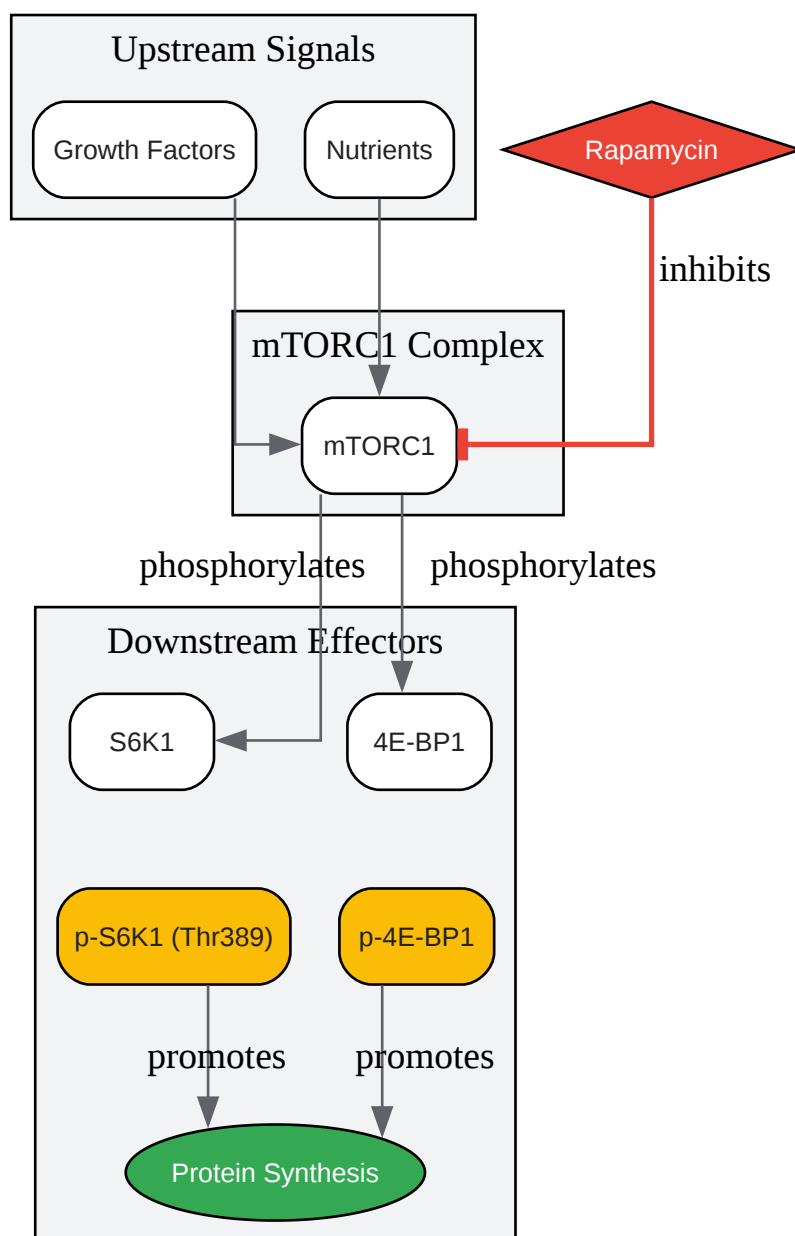 Upstream Signals
Growth Factors
Nutrients
Rapamycin
inhibits
mTORC1 Complex
mTORC1
phosphorylates
phosphorylates
Downstream Effectors
S6K1
4E-BP1
p-S6K1 (Thr389)
p-4E-BP1
promotes
promotes
Protein Synthesis